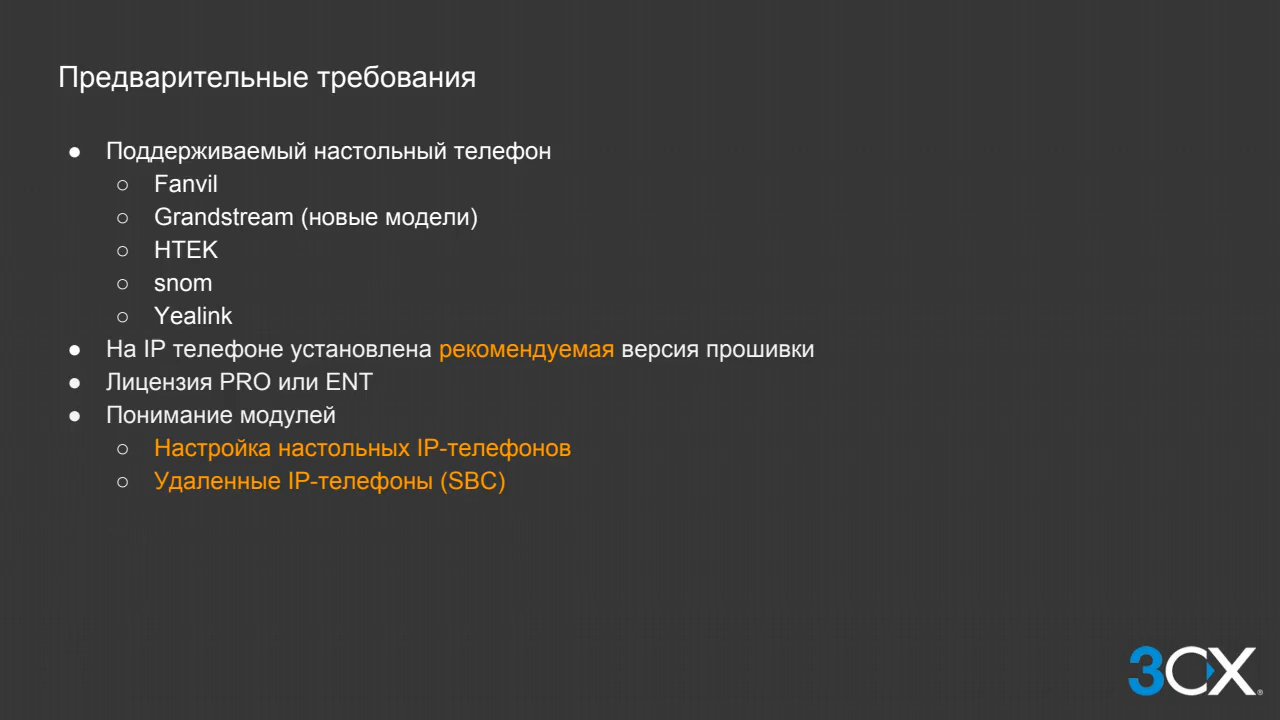 Предварительные требования
● Поддерживаемый настольный телефон
○ Fanvil
○ Grandstream (новые модели)
○ HTEK
○ snom
○ Yealink
● На IP телефоне установлена рекомендуемая версия прошивки
● Лицензия PRO или ENT
● Понимание модулей
○ Настройка настольных IP-телефонов
○ Удаленные IP-телефоны (SBC)
3CX®